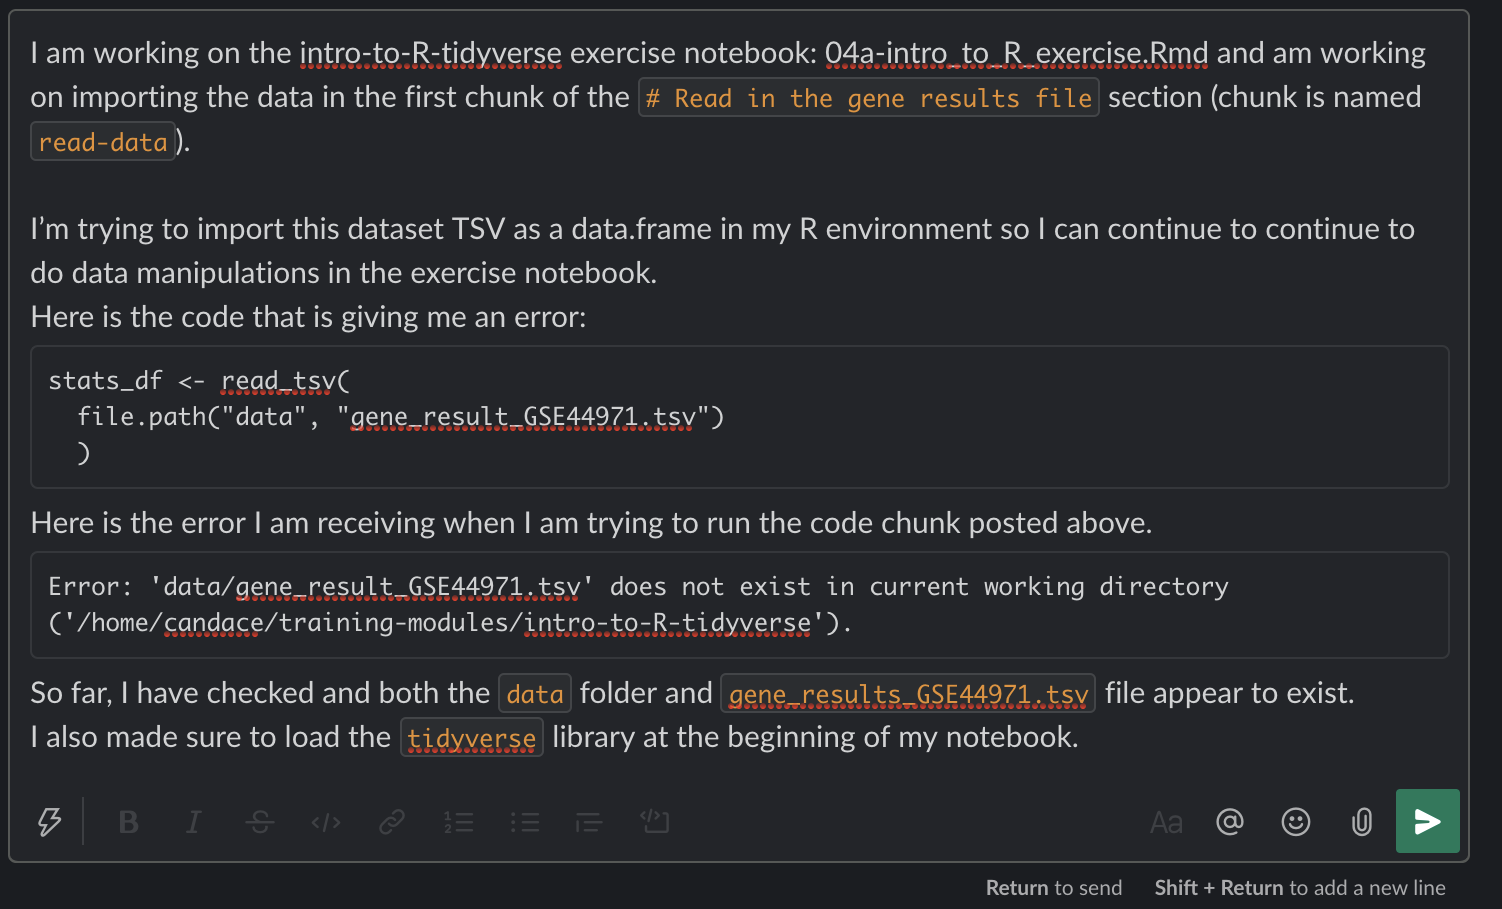 I am working on the intro-to-R-tidyverse exercise notebook: 04a-intro_to_R_exercise.Rmd and am working
on importing the data in the first chunk of the # Read in the gene results file section (chunk is named
read-data).
I’m trying to import this dataset TSV as a data.frame in my R environment so I can continue to continue to
do data manipulations in the exercise notebook.
Here is the code that is giving me an error:
stats_df <- read_tsv(
  file.path("data", "gene_result_GSE44971.tsv")
  )
Here is the error I am receiving when I am trying to run the code chunk posted above.
Error: 'data/gene_result_GSE44971.tsv' does not exist in current working directory
('/home/candace/training-modules/intro-to-R-tidyverse').
So far, I have checked and both the data folder and gene_results_GSE44971.tsv file appear to exist.
I also made sure to load the tidyverse library at the beginning of my notebook.
B I S </> Aa @
Return to send Shift + Return to add a new line